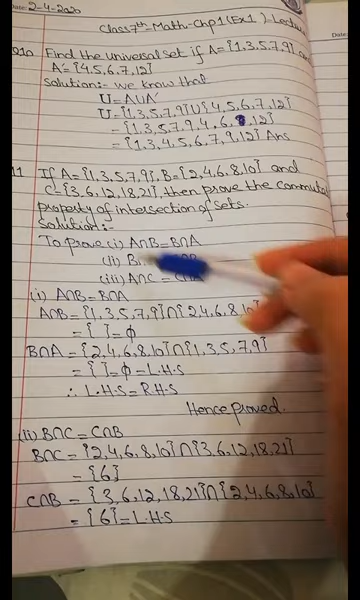 Date: 2-4-2020
Class 7th - Math - Chp 1 (Ex 1 ) - Lectu
Q10 Find the universal set if A = {1,3,5,7,9} and
A' = {4,5,6,7,12}
Solution:- we know that
U = A∪A'
U = {1,3,5,7,9}∪{4,5,6,7,12}
= {1,3,5,7,9,4,6,12}
= {1,3,4,5,6,7,9,12} Ans
11 If A={1,3,5,7,9}, B={2,4,6,8,10} and
C={3,6,12,18,21}, then prove the commuta
property of intersection of sets.
Solution:-
To prove (i) A∩B = B∩A
(ii) B
(iii) A∩C = C∩A
(i) A∩B = B∩A
A∩B = {1,3,5,7,9}∩{2,4,6,8,10}
= { } = ϕ
B∩A = {2,4,6,8,10}∩{1,3,5,7,9}
= { } = ϕ = L.H.S
∴ L.H.S = R.H.S
Hence proved.
(ii) B∩C = C∩B
B∩C = {2,4,6,8,10}∩{3,6,12,18,21}
= {6}
C∩B = {3,6,12,18,21}∩{2,4,6,8,10}
= {6} = L.H.S